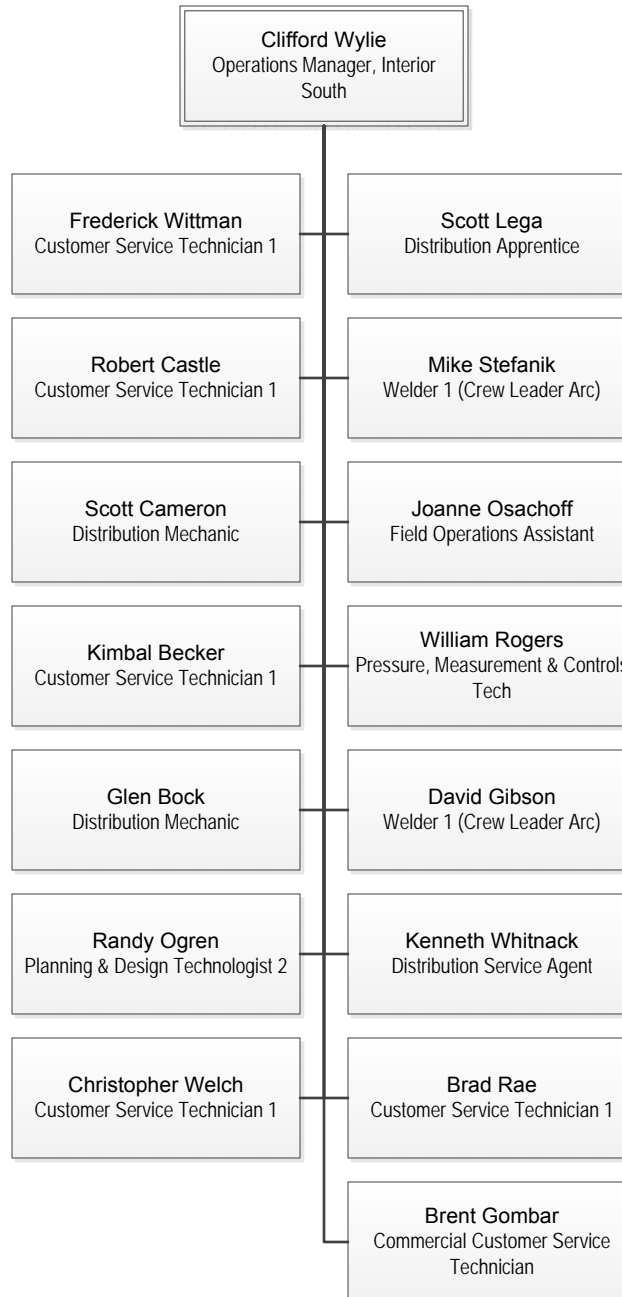 Clifford Wylie
Operations Manager, Interior
South
Frederick Wittman
Customer Service Technician 1
Scott Lega
Distribution Apprentice
Robert Castle
Customer Service Technician 1
Mike Stefanik
Welder 1 (Crew Leader Arc)
Scott Cameron
Distribution Mechanic
Joanne Osachoff
Field Operations Assistant
Kimbal Becker
Customer Service Technician 1
William Rogers
Pressure, Measurement & Controls
Tech
Glen Bock
Distribution Mechanic
David Gibson
Welder 1 (Crew Leader Arc)
Randy Ogren
Planning & Design Technologist 2
Kenneth Whitnack
Distribution Service Agent
Christopher Welch
Customer Service Technician 1
Brad Rae
Customer Service Technician 1
Brent Gombar
Commercial Customer Service
Technician